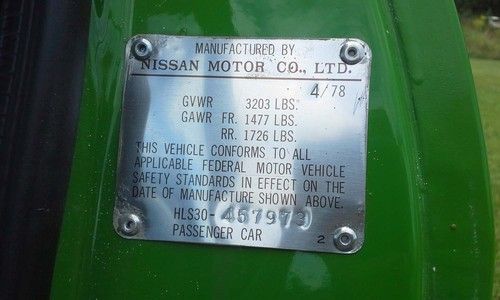 MANUFACTURED BY
NISSAN MOTOR CO., LTD.
4/78
GVWR 3203 LBS.
GAWR FR. 1477 LBS.
RR. 1726 LBS.
THIS VEHICLE CONFORMS TO ALL
APPLICABLE FEDERAL MOTOR VEHICLE
SAFETY STANDARDS IN EFFECT ON THE
DATE OF MANUFACTURE SHOWN ABOVE.
HLS30-457973
PASSENGER CAR 2